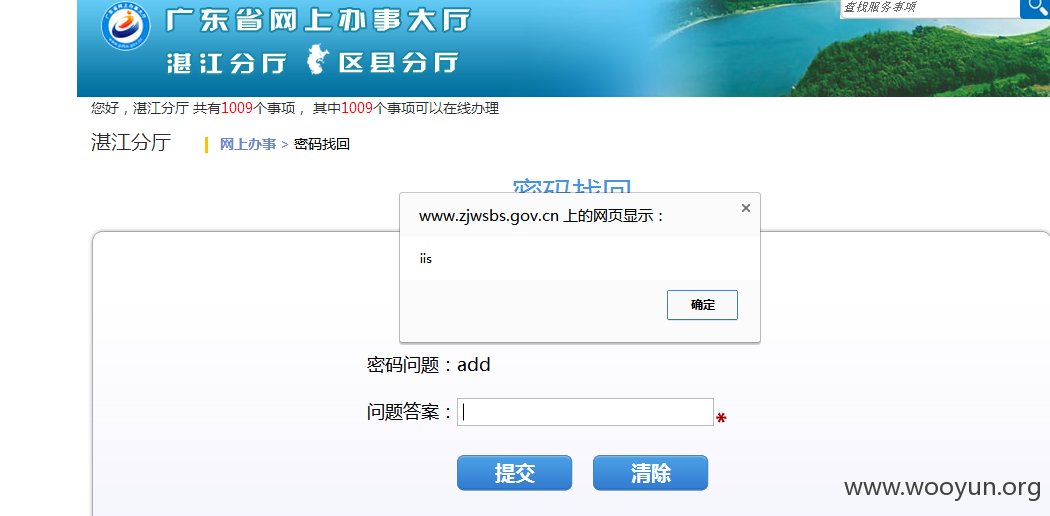 广东省网上办事大厅
湛江分厅 区县分厅
查找服务事项
您好，湛江分厅 共有1009个事项， 其中1009个事项可以在线办理
湛江分厅 网上办事 > 密码找回
密码找回
www.zjwsbs.gov.cn 上的网页显示：
×
iis
确定
密码问题：add
问题答案： *
提交 清除
www.wooyun.org